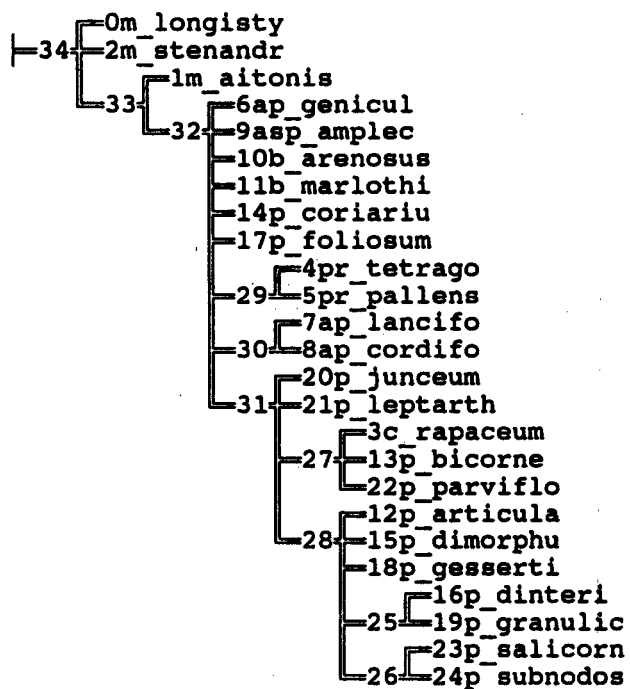 0m_longisty
34 2m_stenandr
1m_aitonis
33
6ap_genicul
32 9asp_amplec
10b_arenosus
11b_marlothi
14p_coriariu
17p_foliosum
4pr_tetrago
29 5pr_pallens
7ap_lancifo
30 8ap_cordifo
20p_junceum
31 21p_leptarth
3c_rapaceum
27 13p_bicorne
22p_parviflo
12p_articula
28 15p_dimorphu
18p_gesserti
16p_dinteri
25 19p_granulic
23p_salicorn
26 24p_subnodos